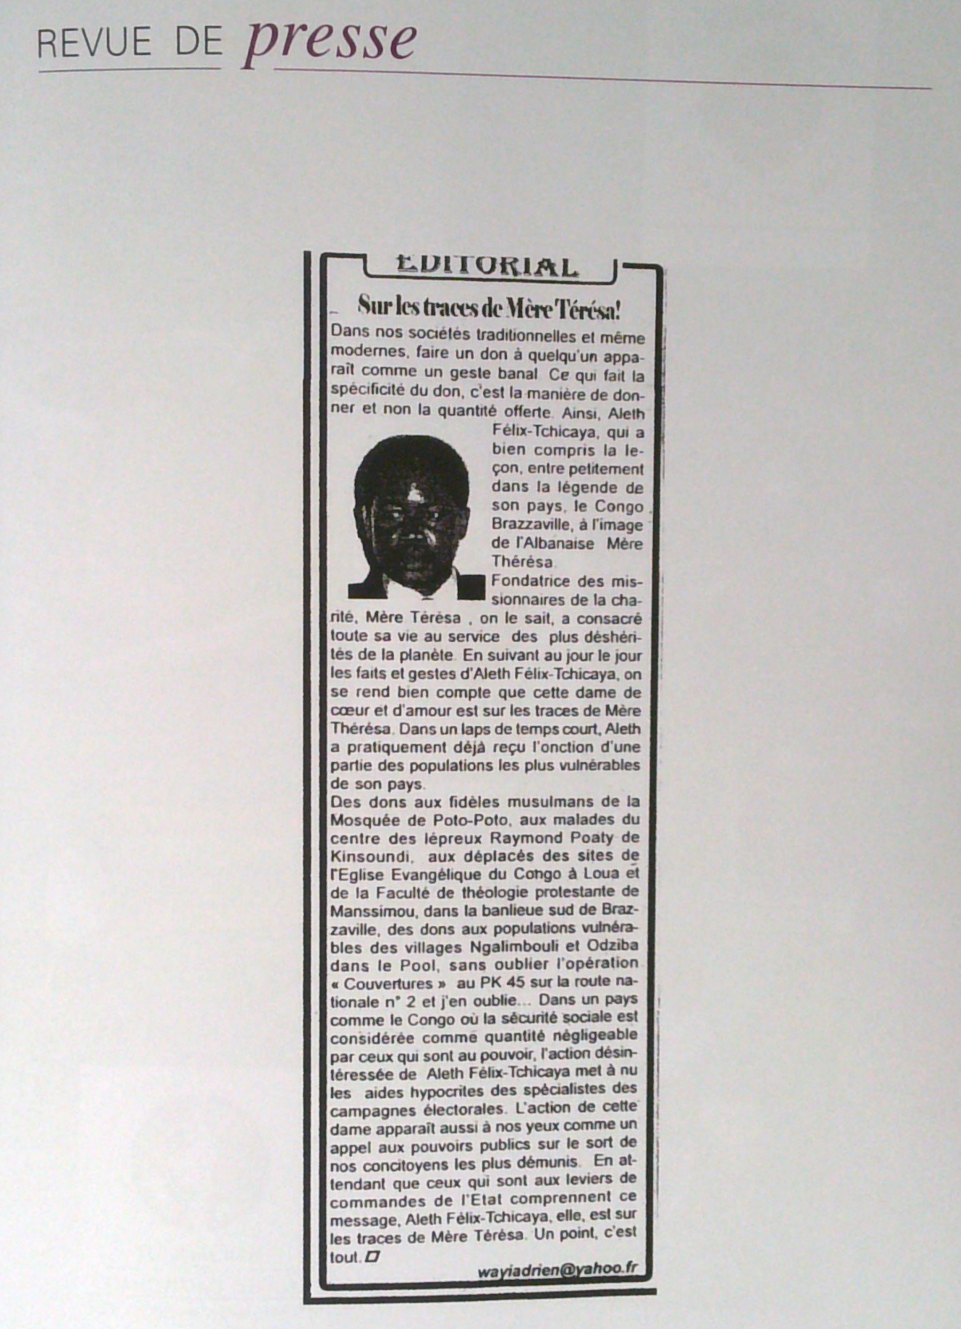 REVUE DE presse
EDITORIAL
Sur les traces de Mère Térésa!
Dans nos sociétés traditionnelles et même
modernes, faire un don à quelqu'un appa-
raît comme un geste banal. Ce qui fait la
spécificité du don, c'est la manière de don-
ner et non la quantité offerte. Ainsi, Aleth
Félix-Tchicaya, qui a
bien compris la le-
çon, entre petitement
dans la légende de
son pays, le Congo
Brazzaville, à l'image
de l'Albanaise Mère
Thérésa.
Fondatrice des mis-
sionnaires de la cha-
rité, Mère Térésa , on le sait, a consacré
toute sa vie au service des plus déshéri-
tés de la planète. En suivant au jour le jour
les faits et gestes d'Aleth Félix-Tchicaya, on
se rend bien compte que cette dame de
cœur et d'amour est sur les traces de Mère
Thérésa. Dans un laps de temps court, Aleth
a pratiquement déjà reçu l'onction d'une
partie des populations les plus vulnérables
de son pays.
Des dons aux fidèles musulmans de la
Mosquée de Poto-Poto, aux malades du
centre des lépreux Raymond Poaty de
Kinsoundi, aux déplacés des sites de
l'Eglise Evangélique du Congo à Loua et
de la Faculté de théologie protestante de
Manssimou, dans la banlieue sud de Braz-
zaville, des dons aux populations vulnéra-
bles des villages Ngalimbouli et Odziba
dans le Pool, sans oublier l'opération
« Couvertures » au PK 45 sur la route na-
tionale n° 2 et j'en oublie... Dans un pays
comme le Congo où la sécurité sociale est
considérée comme quantité négligeable
par ceux qui sont au pouvoir, l'action désin-
téressée de Aleth Félix-Tchicaya met à nu
les aides hypocrites des spécialistes des
campagnes électorales. L'action de cette
dame apparaît aussi à nos yeux comme un
appel aux pouvoirs publics sur le sort de
nos concitoyens les plus démunis. En at-
tendant que ceux qui sont aux leviers de
commandes de l'Etat comprennent ce
message, Aleth Félix-Tchicaya, elle, est sur
les traces de Mère Térésa. Un point, c'est
tout.
wayiadrien@yahoo.fr